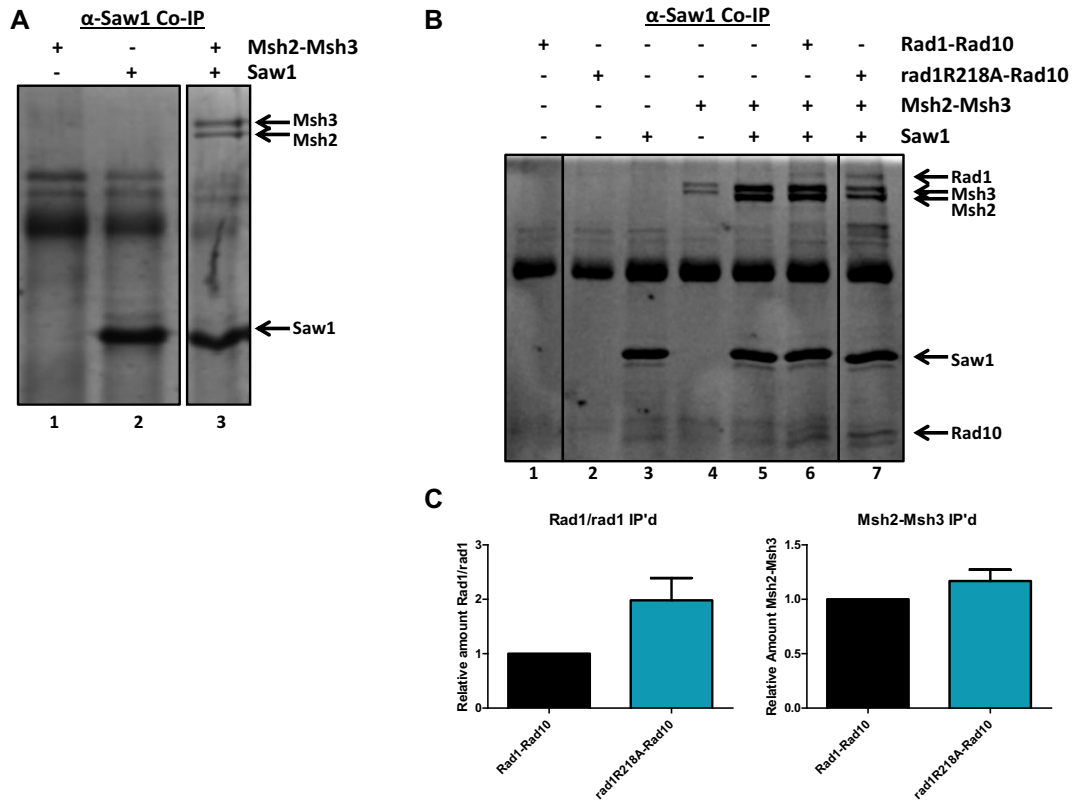 A
α-Saw1 Co-IP
+ - + Msh2-Msh3
- + + Saw1
Msh3
Msh2
Saw1
1 2 3
B
α-Saw1 Co-IP
+ - - - - + - Rad1-Rad10
- + - - - - + rad1R218A-Rad10
- - - + + + + Msh2-Msh3
- - + - + + + Saw1
Rad1
Msh3
Msh2
Saw1
Rad10
1 2 3 4 5 6 7
C
Rad1/rad1 IP'd
Relative amount Rad1/rad1
3
2
1
0
Rad1-Rad10
rad1R218A-Rad10
Msh2-Msh3 IP'd
Relative Amount Msh2-Msh3
1.5
1.0
0.5
0.0
Rad1-Rad10
rad1R218A-Rad10